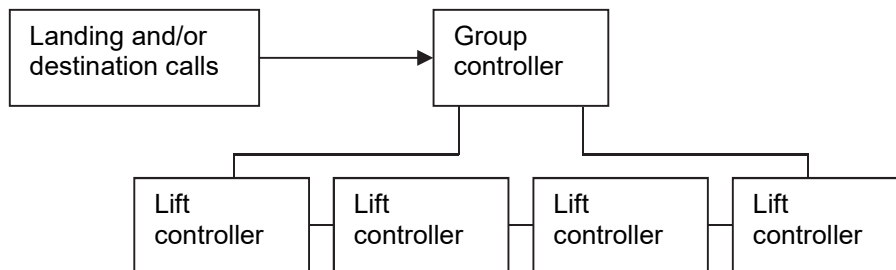 Landing and/or
destination calls
Group
controller
Lift
controller
Lift
controller
Lift
controller
Lift
controller